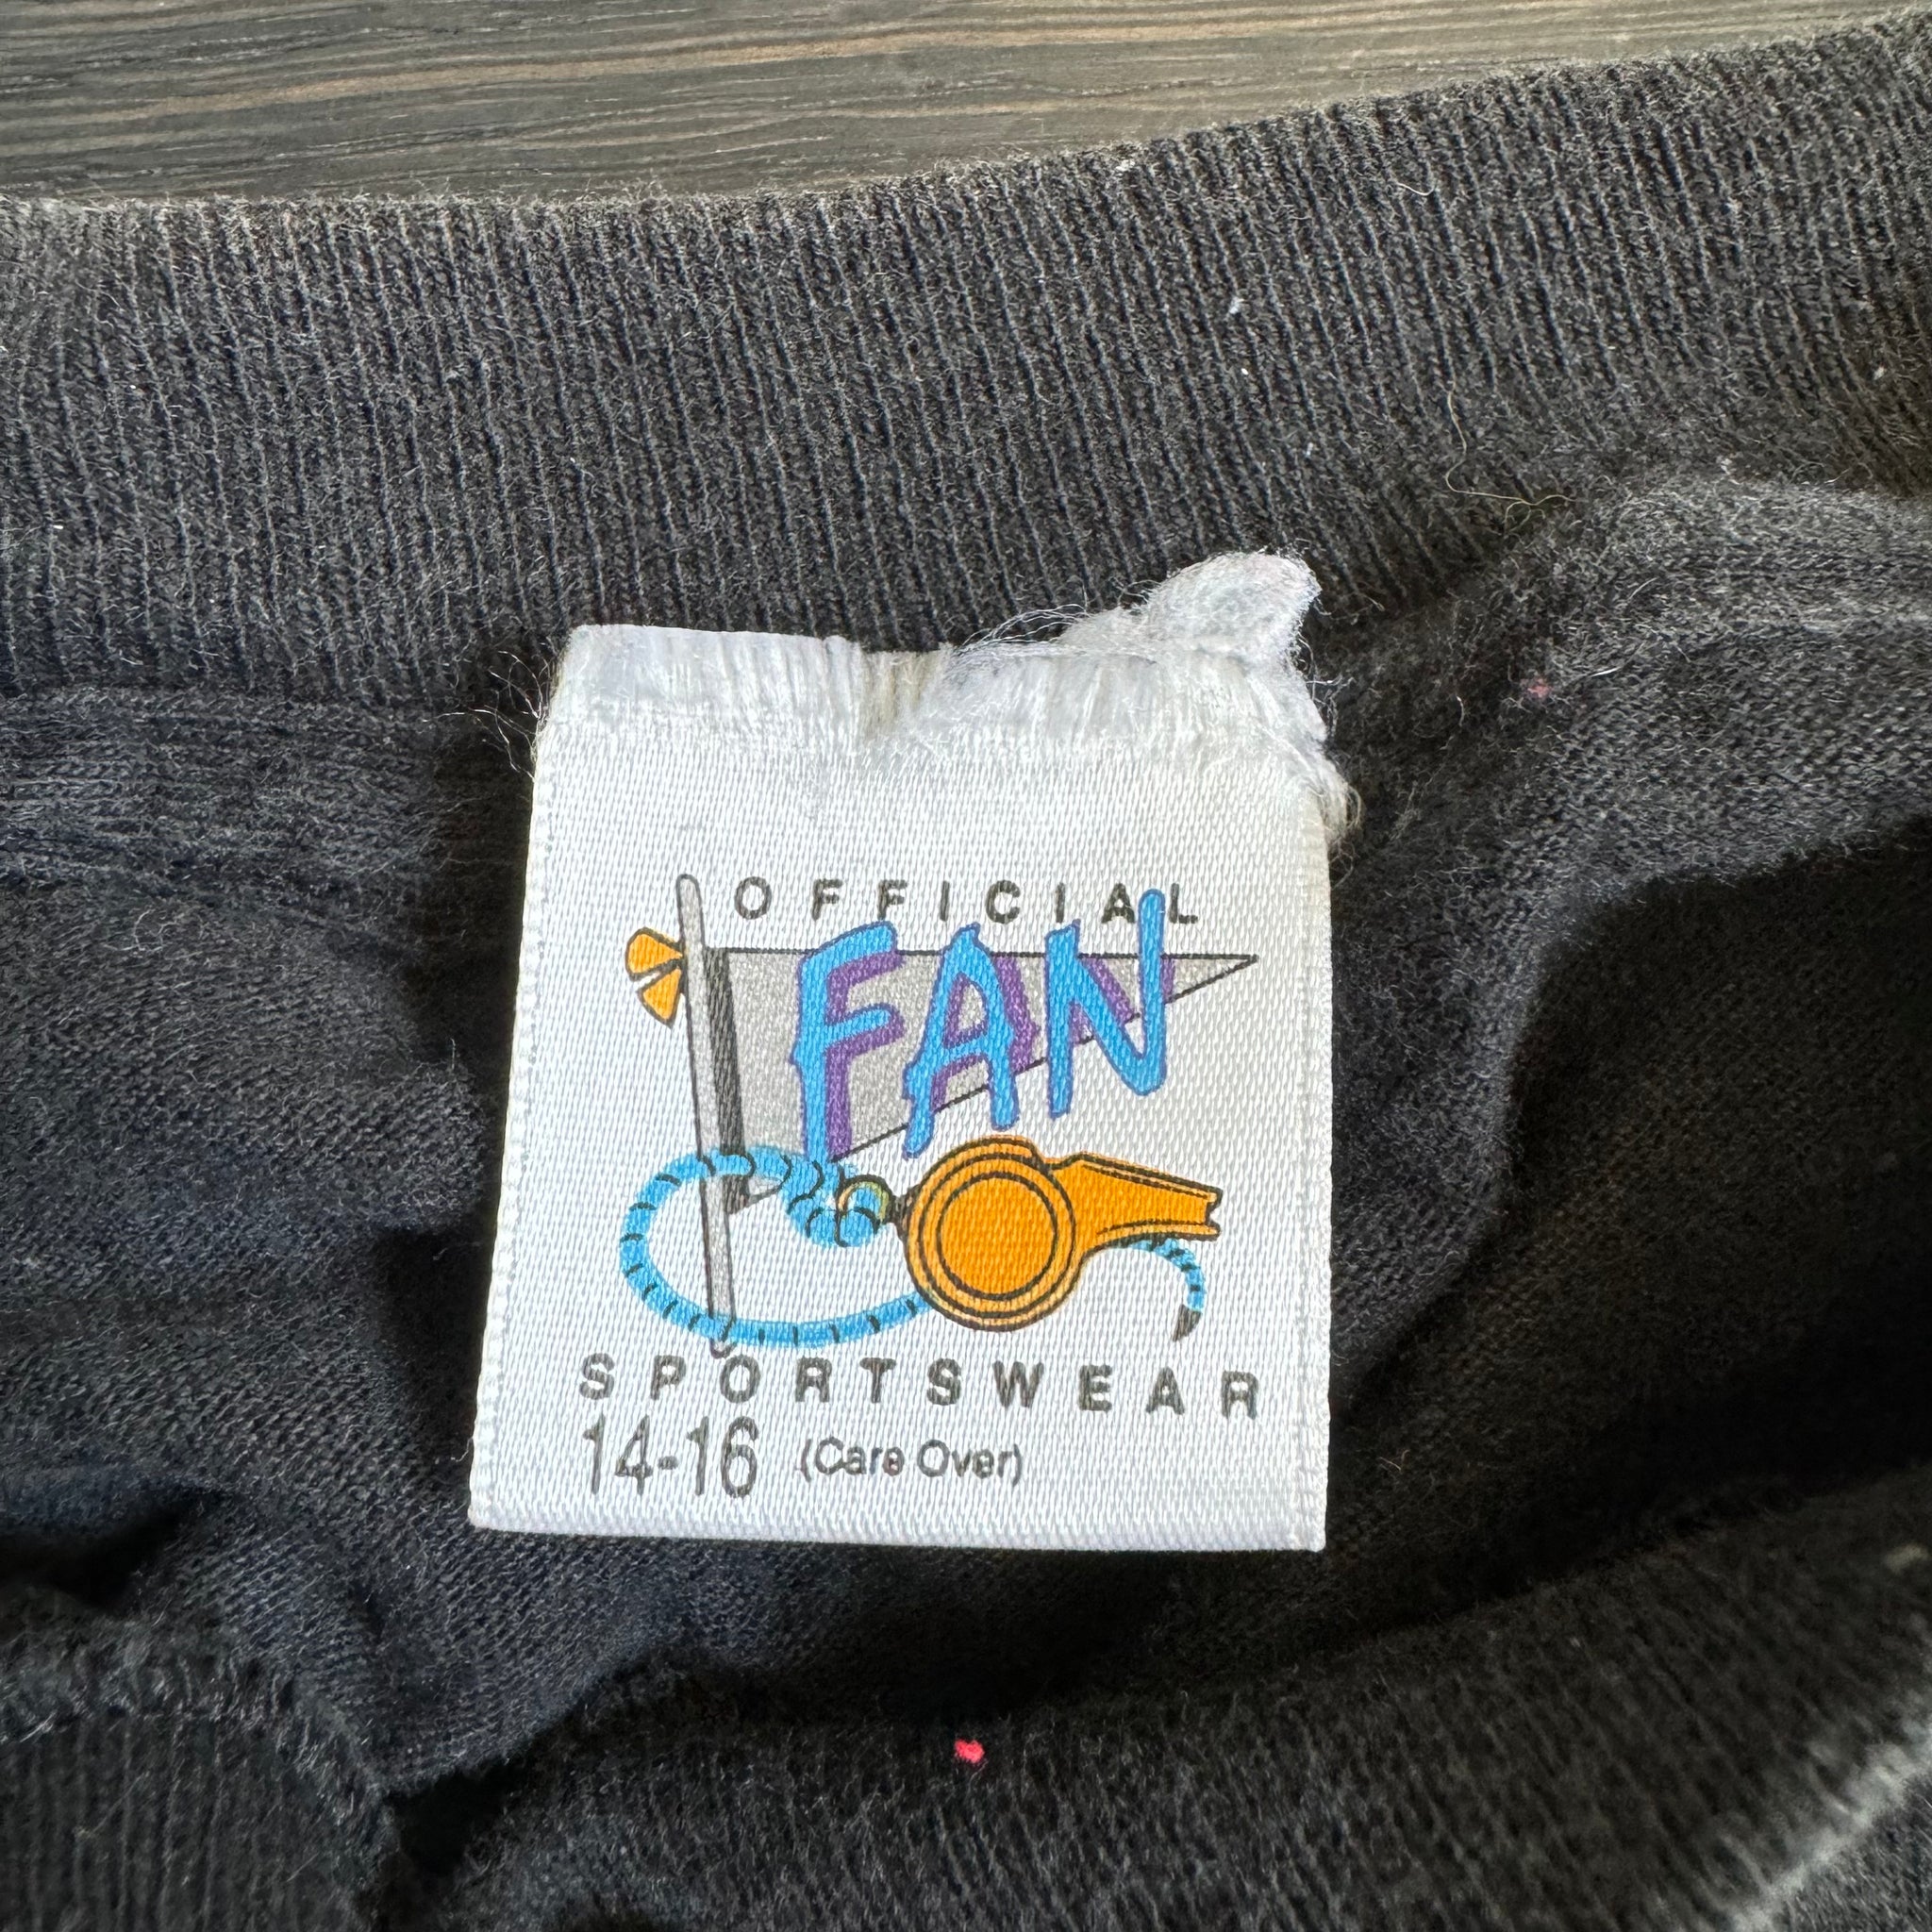 OFFICIAL
FAN
SPORTSWEAR
14-16 (Care Over)